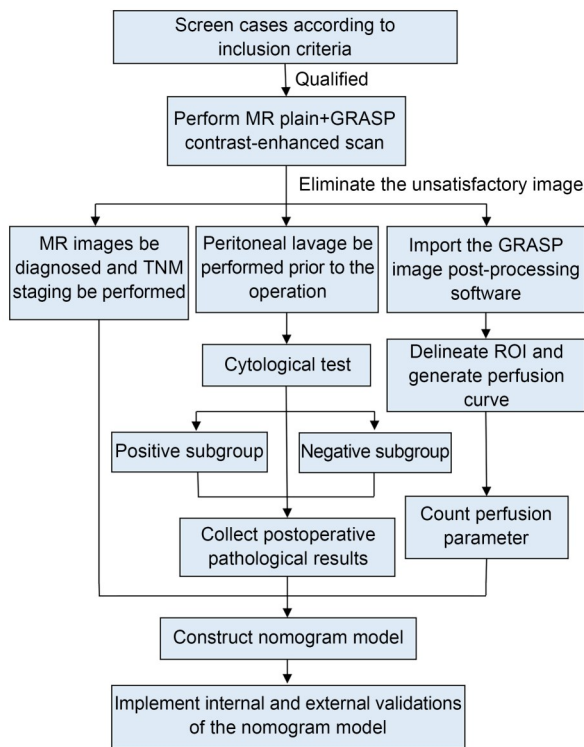 Screen cases according to
inclusion criteria
Qualified
Perform MR plain+GRASP
contrast-enhanced scan
Eliminate the unsatisfactory image
MR images be
diagnosed and TNM
staging be performed
Peritoneal lavage be
performed prior to the
operation
Import the GRASP
image post-processing
software
Cytological test
Delineate ROI and
generate perfusion
curve
Positive subgroup
Negative subgroup
Collect postoperative
pathological results
Count perfusion
parameter
Construct nomogram model
Implement internal and external validations
of the nomogram model